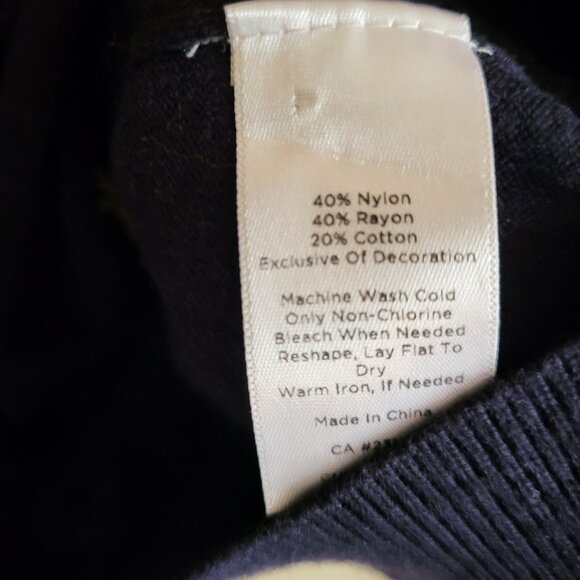 40% Nylon
40% Rayon
20% Cotton
Exclusive Of Decoration
Machine Wash Cold
Only Non-Chlorine
Bleach When Needed
Reshape, Lay Flat To
Dry
Warm Iron, If Needed
Made In China
CA